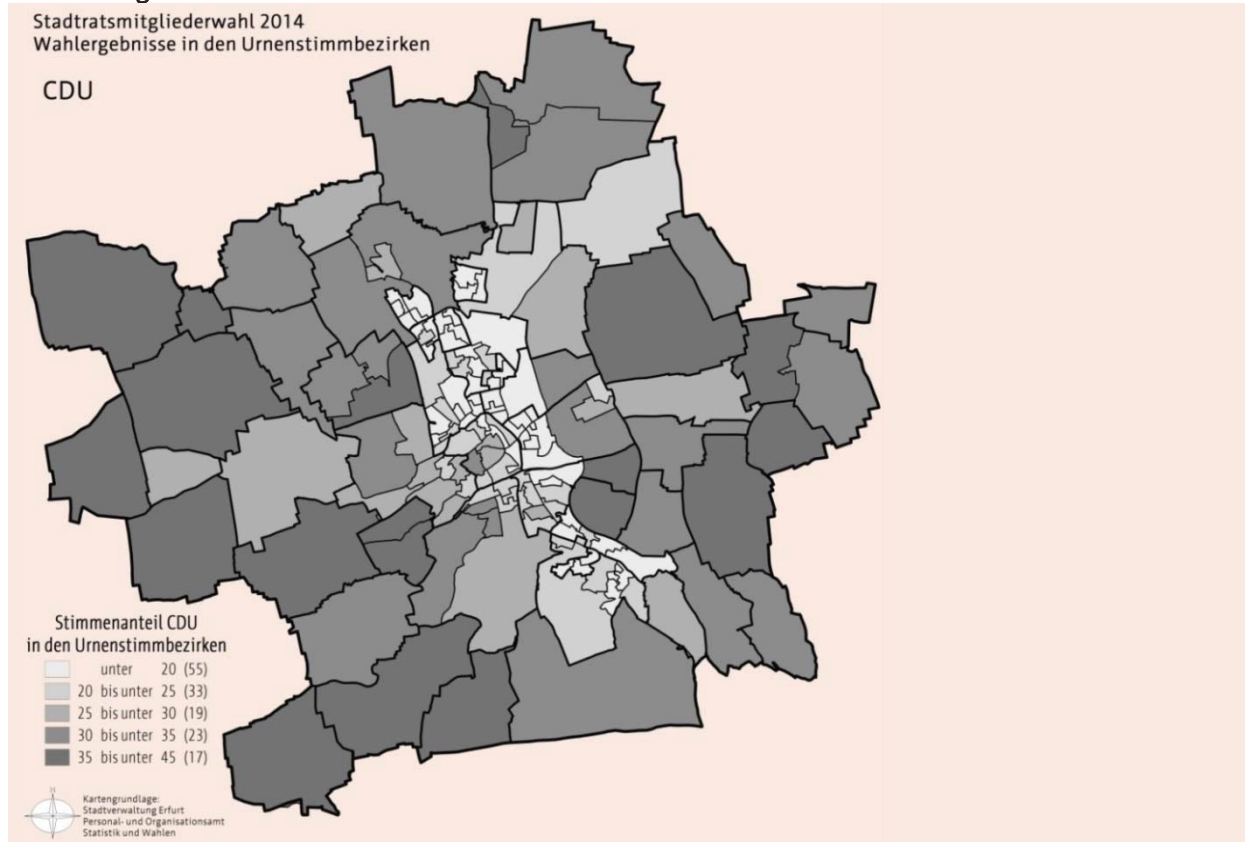 Stadtratsmitgliederwahl 2014
Wahlergebnisse in den Urnenstimmbezirken
CDU
Stimmenanteil CDU
in den Urnenstimmbezirken
unter 20 (55)
20 bis unter 25 (33)
25 bis unter 30 (19)
30 bis unter 35 (23)
35 bis unter 45 (17)
N
Kartengrundlage:
Stadtverwaltung Erfurt
Personal- und Organisationsamt
Statistik und Wahlen